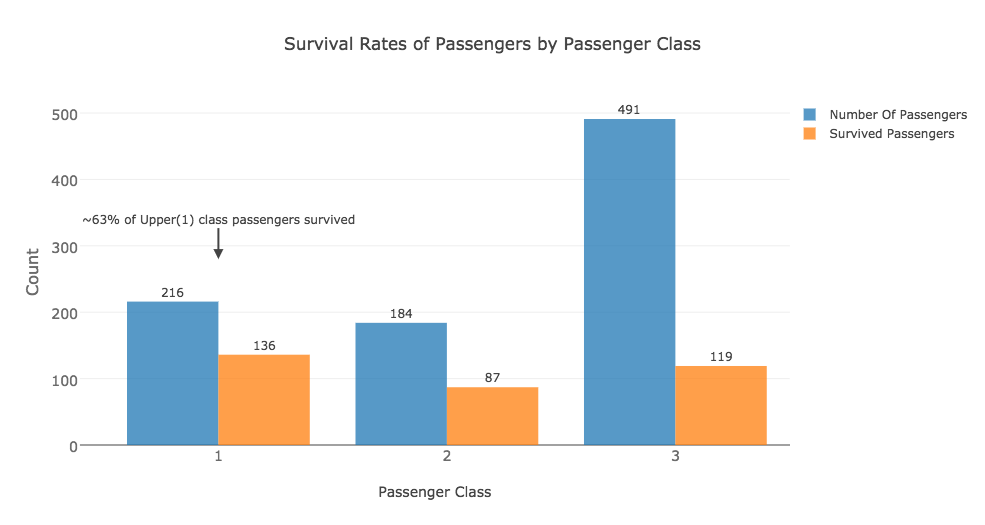 Survival Rates of Passengers by Passenger Class
Number Of Passengers
Survived Passengers
Count
500
400
300
200
100
0
~63% of Upper(1) class passengers survived
216
136
184
87
491
119
1
2
3
Passenger Class